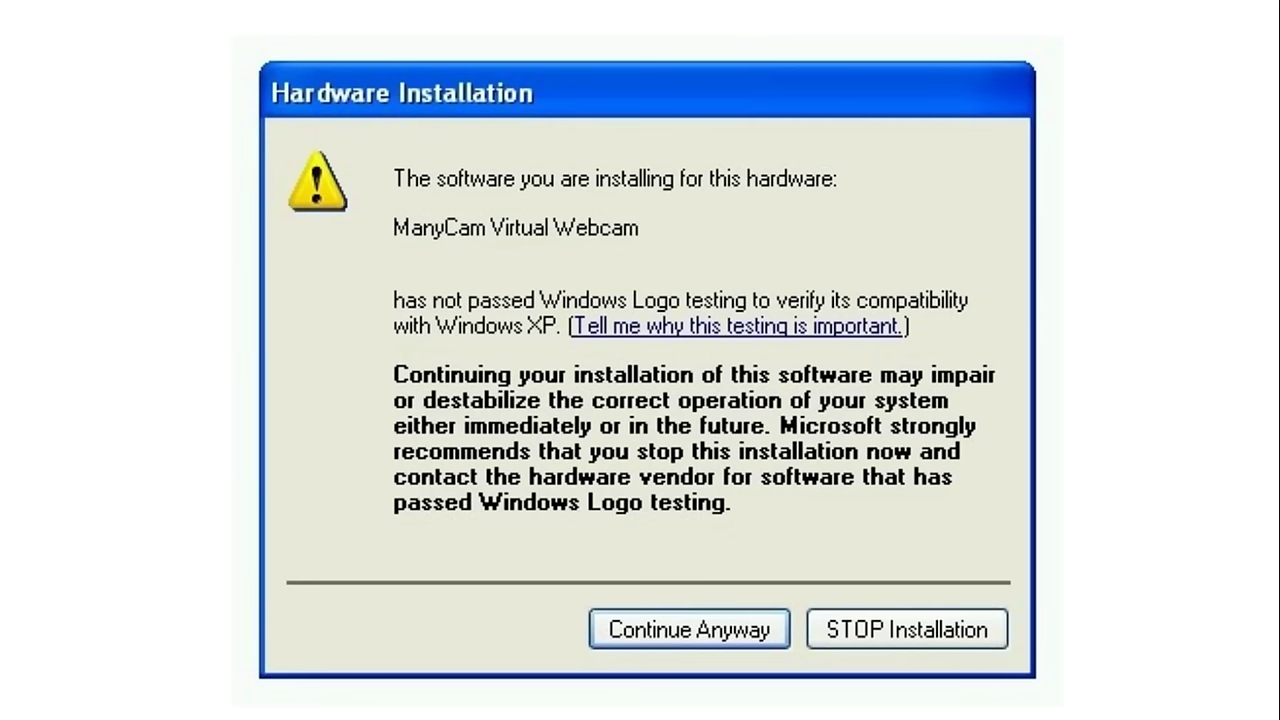 Hardware Installation
The software you are installing for this hardware:
ManyCam Virtual Webcam
has not passed Windows Logo testing to verify its compatibility
with Windows XP. (Tell me why this testing is important.)
Continuing your installation of this software may impair
or destabilize the correct operation of your system
either immediately or in the future. Microsoft strongly
recommends that you stop this installation now and
contact the hardware vendor for software that has
passed Windows Logo testing.
Continue Anyway
STOP Installation